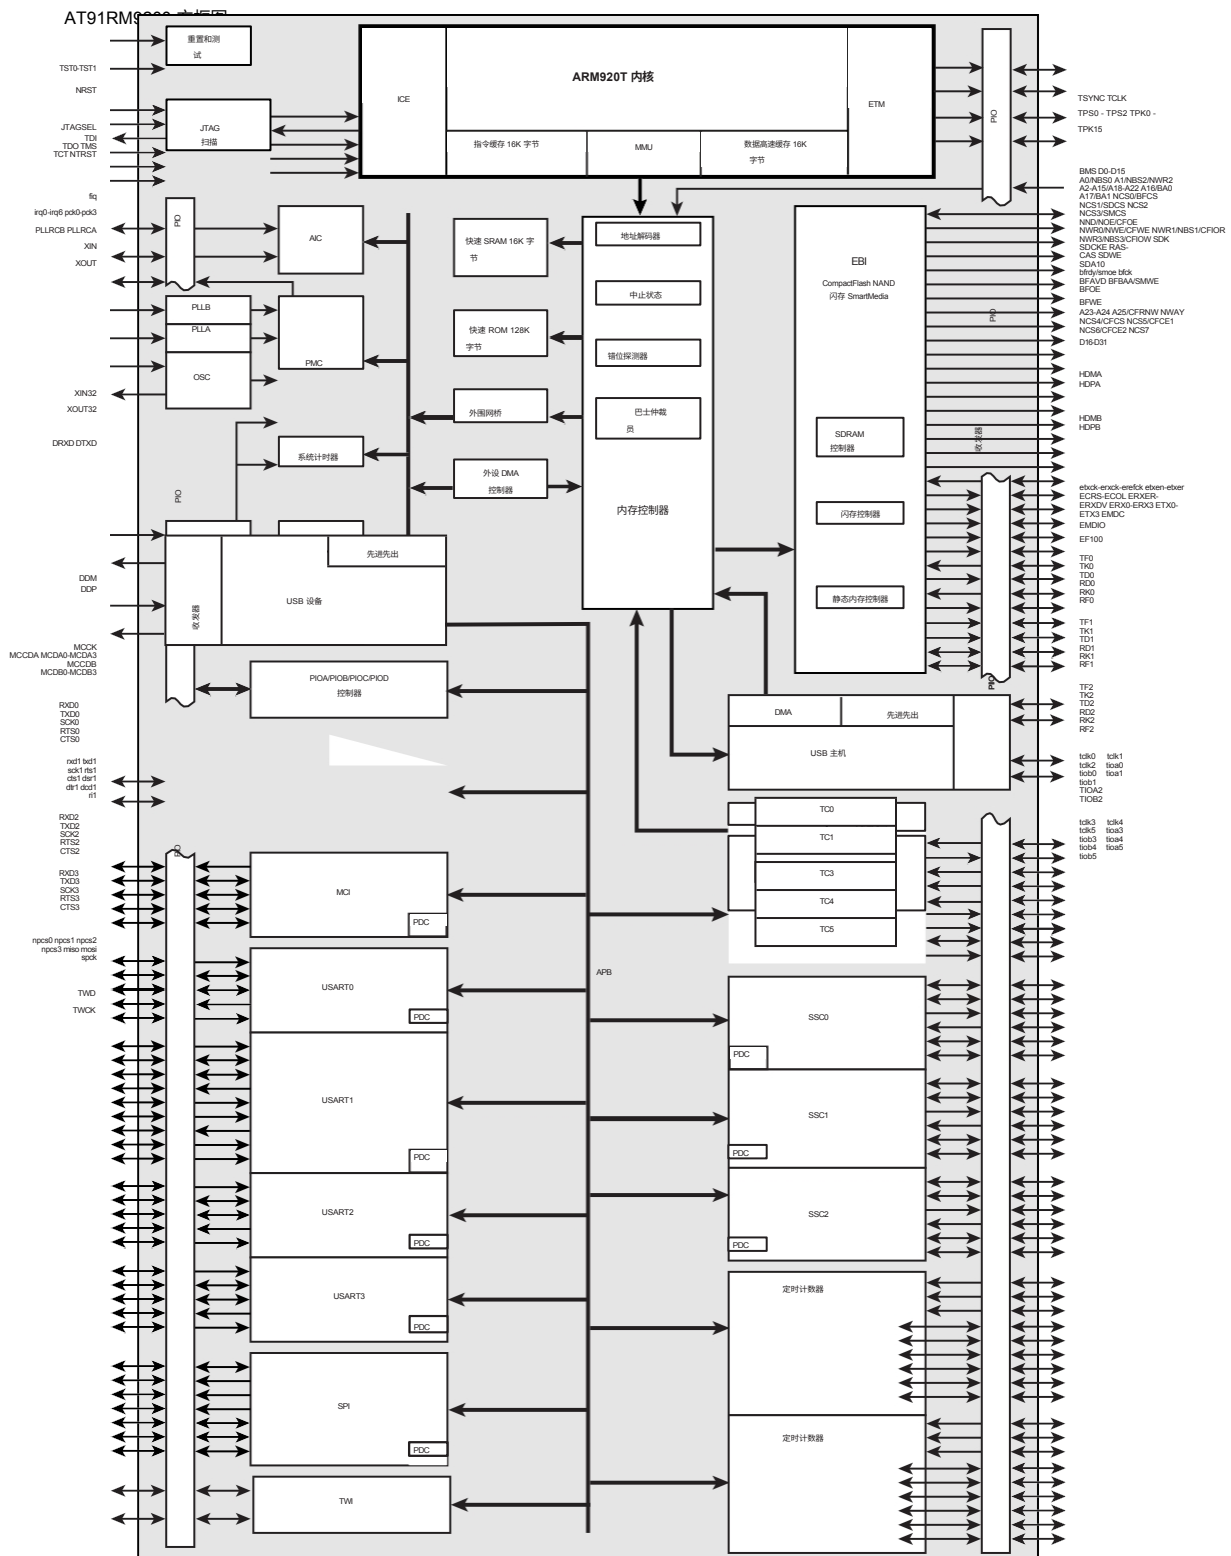 AT91RM9200 方框图
重置和测
试
TST0-TST1
NRST
JTAGSEL
TDI
TDO TMS
TCT NTRST
JTAG
扫描
ICE
ARM920T 内核
ETM
指令缓存 16K 字节
MMU
数据高速缓存 16K
字节
PIO
TSYNC TCLK
TPS0 - TPS2 TPK0 -
TPK15
fiq
irq0-irq6 pck0-pck3
PLLRCB PLLRCA
XIN
XOUT
XIN32
XOUT32
DRXD DTXD
PIO
AIC
PLLB
PLLA
OSC
PMC
系统计时器
PIO
快速 SRAM 16K 字
节
快速 ROM 128K
字节
外围网桥
外设 DMA
控制器
地址解码器
中止状态
错位探测器
巴士仲裁
员
内存控制器
EBI
CompactFlash NAND
闪存 SmartMedia
SDRAM
控制器
闪存控制器
静态内存控制器
PIO
收发器
PIO
BMS D0-D15
A0/NBS0 A1/NBS2/NWR2
A2-A15/A18-A22 A16/BA0
A17/BA1 NCS0/BFCS
NCS1/SDCS NCS2
NCS3/SMCS
NND/NOE/CFOE
NWR0/NWE/CFWE NWR1/NBS1/CFIOR
NWR3/NBS3/CFIOW SDK
SDCKE RAS-
CAS SDWE
SDA10
bfrdy/smoe bfck
BFAVD BFBAA/SMWE
BFOE
BFWE
A23-A24 A25/CFRNW NWAY
NCS4/CFCS NCS5/CFCE1
NCS6/CFCE2 NCS7
D16-D31
HDMA
HDPA
HDMB
HDPB
etxck-erxck-erefck etxen-etxer
ECRS-ECOL ERXER-
ERXDV ERX0-ERX3 ETX0-
ETX3 EMDC
EMDIO
EF100
TF0
TK0
TD0
RD0
RK0
RF0
TF1
TK1
TD1
RD1
RK1
RF1
TF2
TK2
TD2
RD2
RK2
RF2
tclk0 tclk1
tclk2 tioa0
tiob0 tioa1
tiob1
TIOA2
TIOB2
tclk3 tclk4
tclk5 tioa3
tiob3 tioa4
tiob4 tioa5
tiob5
DDM
DDP
收发器
先进先出
USB 设备
MCCK
MCCDA MCDA0-MCDA3
MCCDB
MCDB0-MCDB3
PIOA/PIOB/PIOC/PIOD
控制器
RXD0
TXD0
SCK0
RTS0
CTS0
rxd1 txd1
sck1 rts1
cts1 dsr1
dtr1 dcd1
ri1
RXD2
TXD2
SCK2
RTS2
CTS2
RXD3
TXD3
SCK3
RTS3
CTS3
npcs0 npcs1 npcs2
npcs3 miso mosi
spck
TWD
TWCK
PIO
MCI
PDC
USART0
PDC
USART1
PDC
USART2
PDC
USART3
PDC
SPI
PDC
TWI
APB
DMA
先进先出
USB 主机
TC0
TC1
TC3
TC4
TC5
SSC0
PDC
SSC1
PDC
SSC2
PDC
定时计数器
定时计数器